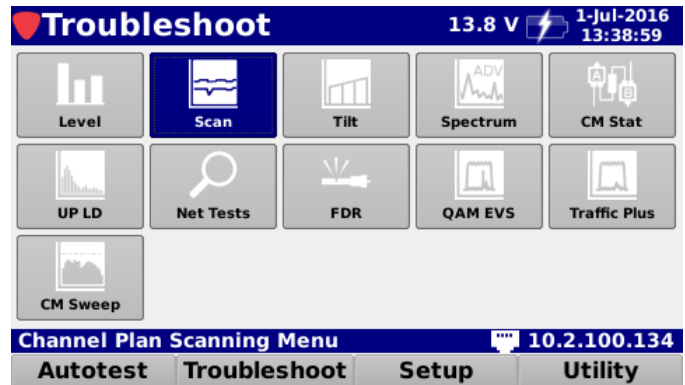 Troubleshoot 13.8 V 1-Jul-2016
13:38:59
ADV
A
B
Level Scan Tilt Spectrum CM Stat
UP LD Net Tests FDR QAM EVS Traffic Plus
CM Sweep
Channel Plan Scanning Menu 10.2.100.134
Autotest Troubleshoot Setup Utility